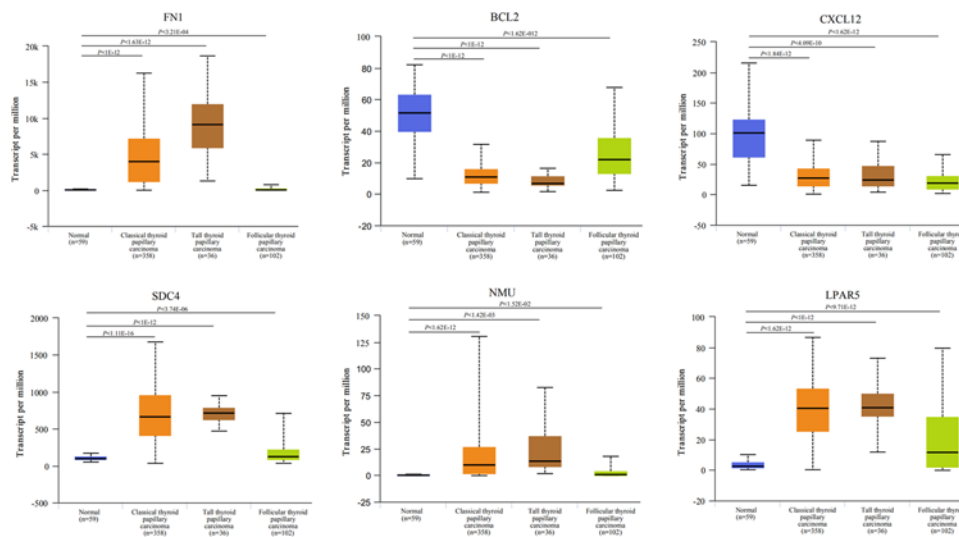 FN1
P<3.21E-04
P<1.63E-12
P<1E-12
Transcript per million
20k
15k
10k
5k
0
-5k
Normal
(n=59)
Classical thyroid
papillary
carcinoma
(n=358)
Tall thyroid
papillary
carcinoma
(n=36)
Follicular thyroid
papillary
carcinoma
(n=102)
BCL2
P<1.62E-012
P<1E-12
P<1E-12
Transcript per million
100
80
60
40
20
0
-20
Normal
(n=59)
Classical thyroid
papillary
carcinoma
(n=358)
Tall thyroid
papillary
carcinoma
(n=36)
Follicular thyroid
papillary
carcinoma
(n=102)
CXCL12
P<1.62E-12
P<4.09E-10
P<1.84E-12
Transcript per million
250
200
150
100
50
0
-50
Normal
(n=59)
Classical thyroid
papillary
carcinoma
(n=358)
Tall thyroid
papillary
carcinoma
(n=36)
Follicular thyroid
papillary
carcinoma
(n=102)
SDC4
P<3.74E-06
P<1E-12
P<1.11E-16
Transcript per million
2000
1500
1000
500
0
-500
Normal
(n=59)
Classical thyroid
papillary
carcinoma
(n=358)
Tall thyroid
papillary
carcinoma
(n=36)
Follicular thyroid
papillary
carcinoma
(n=102)
NMU
P<1.52E-02
P<1.42E-03
P<1.62E-12
Transcript per million
150
125
100
75
50
25
0
-25
Normal
(n=59)
Classical thyroid
papillary
carcinoma
(n=358)
Tall thyroid
papillary
carcinoma
(n=36)
Follicular thyroid
papillary
carcinoma
(n=102)
LPAR5
P<9.71E-12
P<1E-12
P<1.62E-12
Transcript per million
100
80
60
40
20
0
-20
Normal
(n=59)
Classical thyroid
papillary
carcinoma
(n=358)
Tall thyroid
papillary
carcinoma
(n=36)
Follicular thyroid
papillary
carcinoma
(n=102)